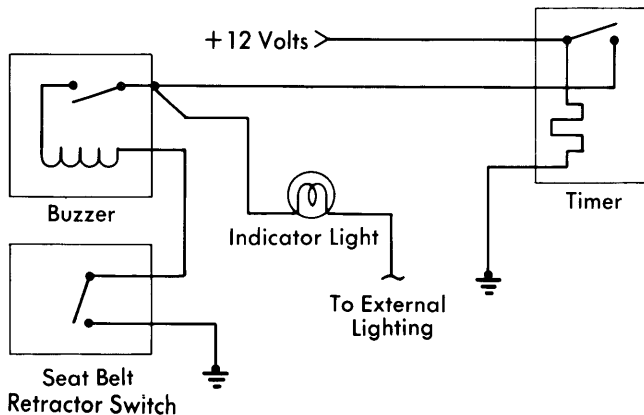 +12 Volts
Buzzer
Timer
Indicator Light
To External
Lighting
Seat Belt
Retractor Switch